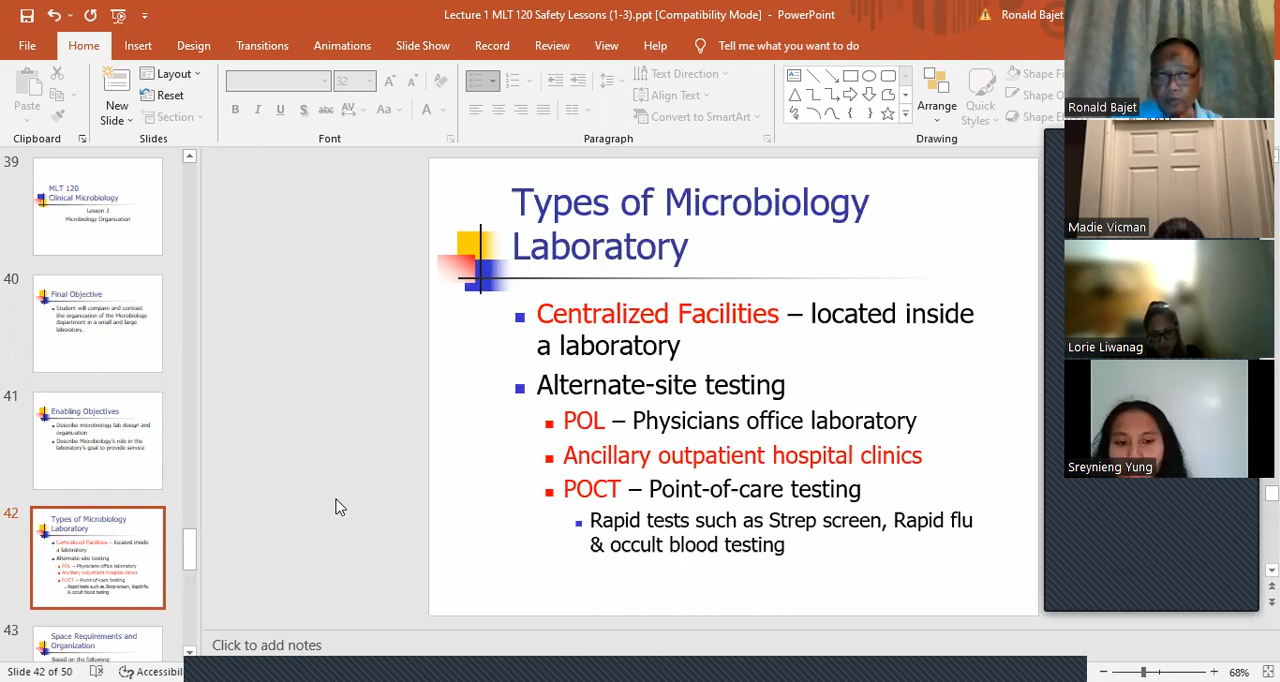 Lecture 1 MLT 120 Safety Lessons (1-3).ppt [Compatibility Mode] - PowerPoint
Ronald Bajet
File Home Insert Design Transitions Animations Slide Show Record Review View Help Tell me what you want to do
Paste
Clipboard
New
Slide
Layout
Reset
Section
Slides
32
B I U S abc AV Aa A
Font
Text Direction
Align Text
Convert to SmartArt
Paragraph
Arrange
Quick
Styles
Shape
Shape
Shape
Drawing
39
MLT 120
Clinical Microbiology
Lesson 3
Microbiology Organization
40
Final Objective
Student will compare and contrast
the organization of the Microbiology
department in a small and large
laboratory.
41
Enabling Objectives
Describe microbiology lab design and
organization
Describe Microbiology's role in the
laboratory's goal to provide service
42
Types of Microbiology
Laboratory
Centralized Facilities – located inside
a laboratory
Alternate-site testing
POL – Physicians office laboratory
Ancillary outpatient hospital clinics
POCT – Point-of-care testing
Rapid tests such as Strep screen, Rapid flu
& occult blood testing
43
Space Requirements and
Organization
Based on the following:
Types of Microbiology
Laboratory
Centralized Facilities – located inside
a laboratory
Alternate-site testing
POL – Physicians office laboratory
Ancillary outpatient hospital clinics
POCT – Point-of-care testing
Rapid tests such as Strep screen, Rapid flu
& occult blood testing
Click to add notes
Slide 42 of 50
68%
Ronald Bajet
Madie Vicman
Lorie Liwanag
Sreynieng Yung